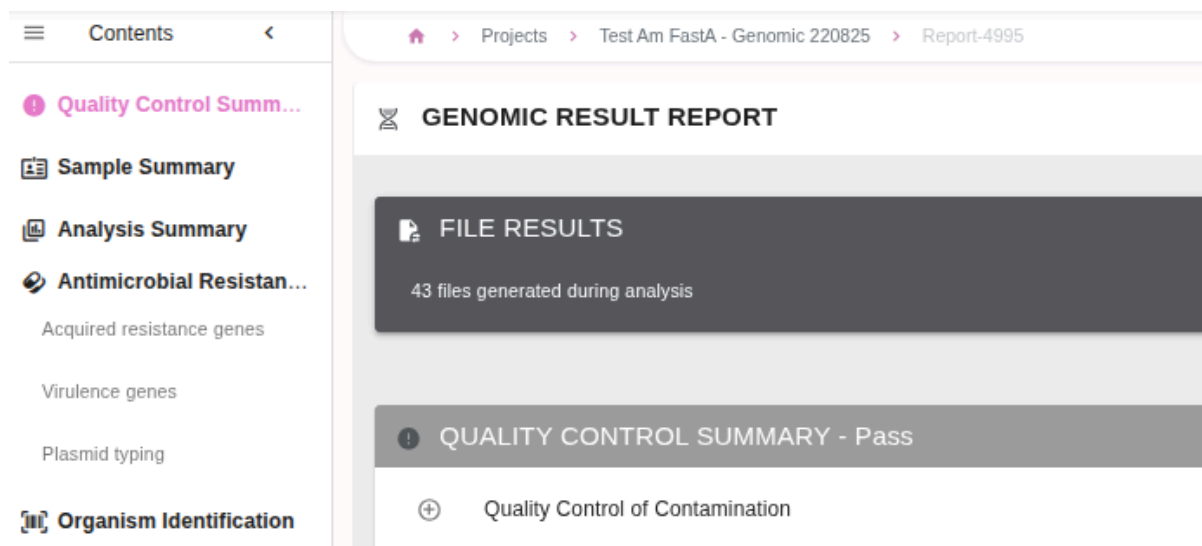 Contents
Quality Control Summ...
Sample Summary
Analysis Summary
Antimicrobial Resistan...
Acquired resistance genes
Virulence genes
Plasmid typing
Organism Identification
Projects > Test Am FastA - Genomic 220825 > Report-4995
GENOMIC RESULT REPORT
FILE RESULTS
43 files generated during analysis
QUALITY CONTROL SUMMARY - Pass
Quality Control of Contamination